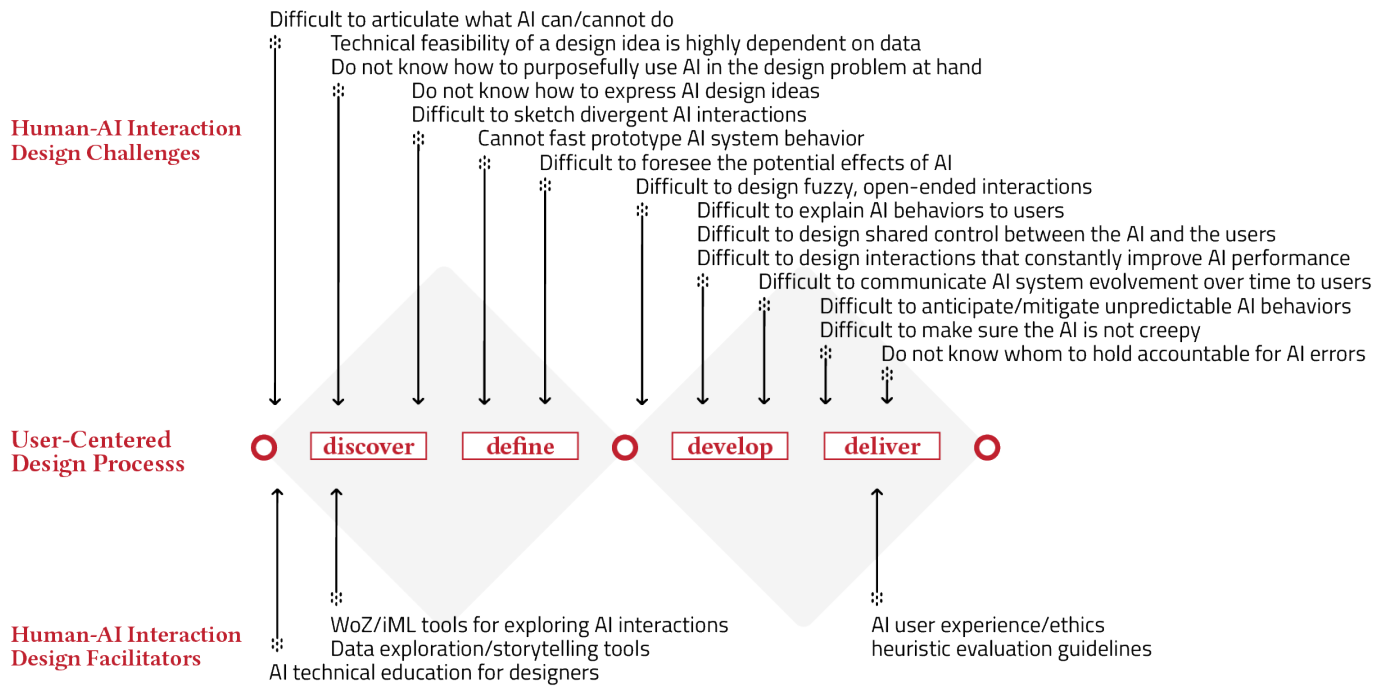 Difficult to articulate what AI can/cannot do
Technical feasibility of a design idea is highly dependent on data
Do not know how to purposefully use AI in the design problem at hand
Do not know how to express AI design ideas
Difficult to sketch divergent AI interactions
Cannot fast prototype AI system behavior
Difficult to foresee the potential effects of AI
Difficult to design fuzzy, open-ended interactions
Difficult to explain AI behaviors to users
Difficult to design shared control between the AI and the users
Difficult to design interactions that constantly improve AI performance
Difficult to communicate AI system evolvement over time to users
Difficult to anticipate/mitigate unpredictable AI behaviors
Difficult to make sure the AI is not creepy
Do not know whom to hold accountable for AI errors
Human-AI Interaction
Design Challenges
User-Centered
Design Processs
discover
define
develop
deliver
Human-AI Interaction
Design Facilitators
WoZ/iML tools for exploring AI interactions
Data exploration/storytelling tools
AI technical education for designers
AI user experience/ethics
heuristic evaluation guidelines